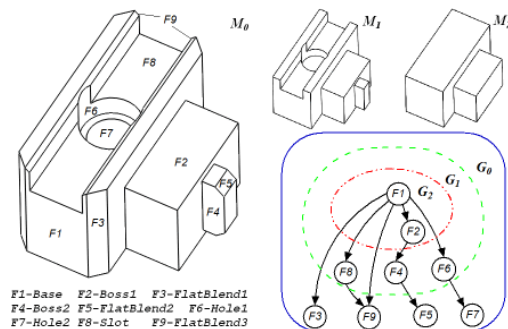 F9
M0
M1
M
F8
F6
F7
F2
F5
F4
F1
F3
G0
G1
G2
F1
F2
F8
F4
F6
F3
F9
F5
F7
F1-Base F2-Boss1 F3-FlatBlend1
F4-Boss2 F5-FlatBlend2 F6-Hole1
F7-Hole2 F8-Slot F9-FlatBlend3